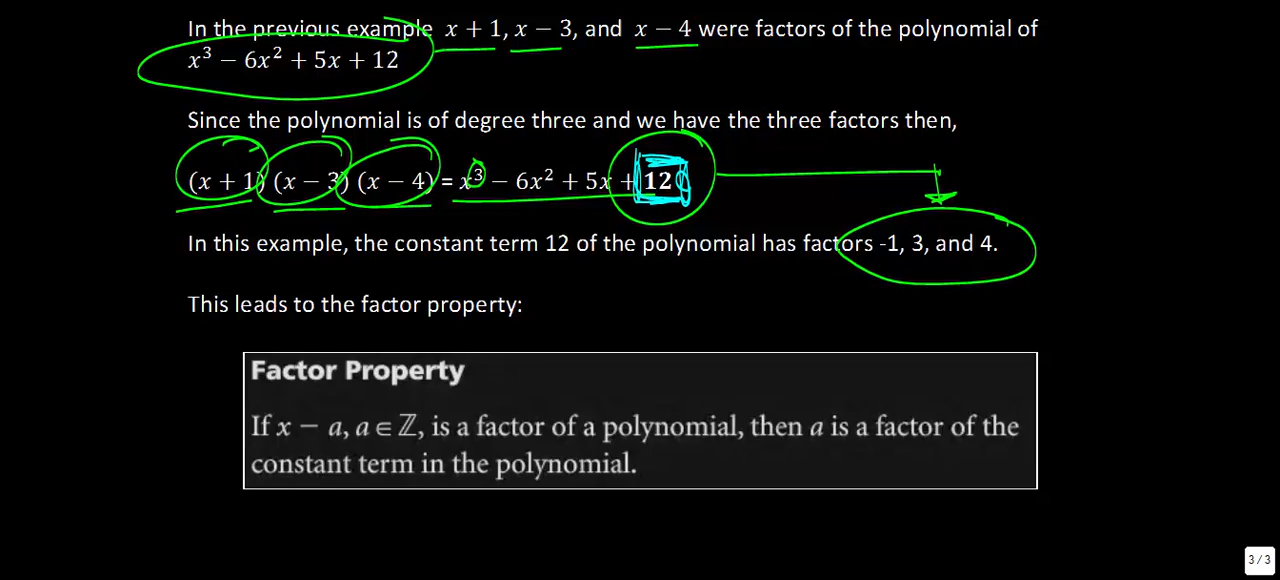 In the previous example x + 1, x − 3, and x − 4 were factors of the polynomial of
x³ − 6x² + 5x + 12
Since the polynomial is of degree three and we have the three factors then,
(x + 1) (x − 3) (x − 4) = x³ − 6x² + 5x + 12
In this example, the constant term 12 of the polynomial has factors -1, 3, and 4.
This leads to the factor property:
Factor Property
If x − a, a ∈ ℤ, is a factor of a polynomial, then a is a factor of the
constant term in the polynomial.
3 / 3